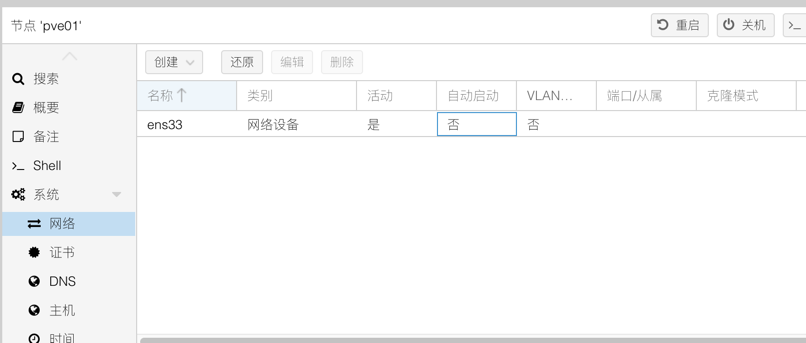 节点 'pve01'
重启
关机
创建
还原
编辑
删除
搜索
概要
备注
Shell
系统
网络
证书
DNS
主机
时间
名称 类别 活动 自动启动 VLAN... 端口/从属 克隆模式
ens33 网络设备 是 否 否